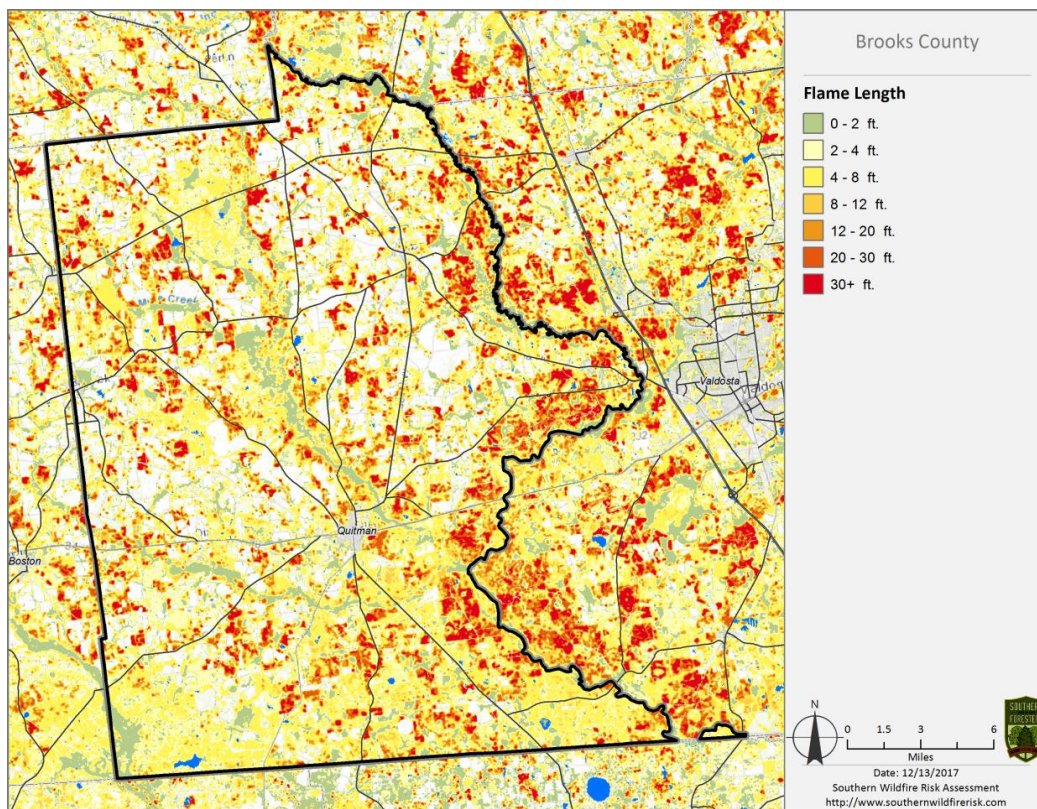 Brooks County
Flame Length
0 - 2 ft.
2 - 4 ft.
4 - 8 ft.
8 - 12 ft.
12 - 20 ft.
20 - 30 ft.
30+ ft.
Valdosta
Quitman
Boston
N
0 1.5 3 6
Miles
SOUTHERN
Date: 12/13/2017
Southern Wildfire Risk Assessment
http://www.southernwildfirerisk.com